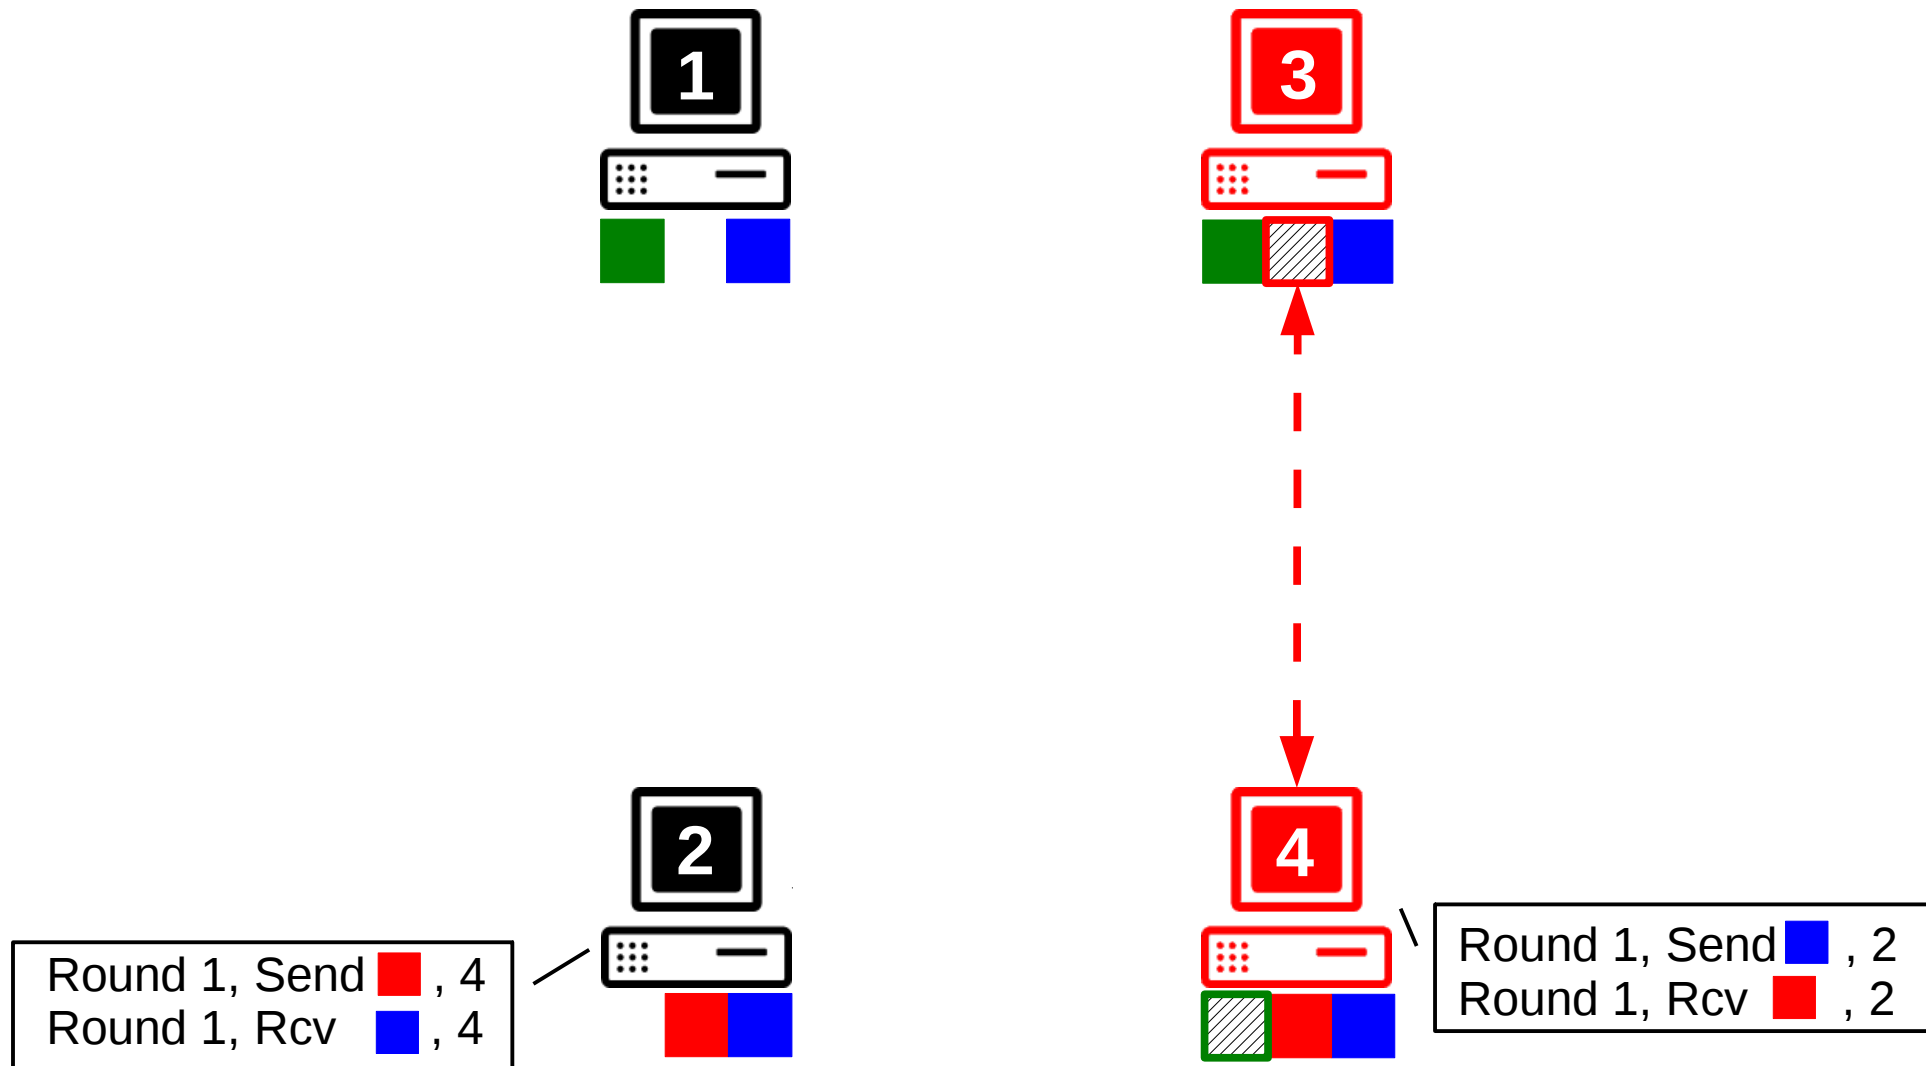 1
3
2
4
Round 1, Send , 4
Round 1, Rcv , 4
Round 1, Send , 2
Round 1, Rcv , 2